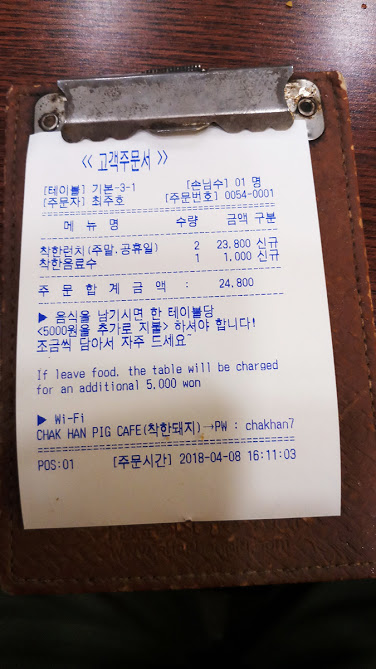 << 고객주문서 >>
[테이블] 기본-3-1 [손님수] 01 명
[주문자] 최주호 [주문번호] 0054-0001
메 뉴 명 수량 금액 구분
착한런치(주말.공휴일) 2 23,800 신규
착한음료수 1 1,000 신규
주 문 합 계 금 액 : 24,800
▶ 음식을 남기시면 한 테이블당
<5000원을 추가로 지불> 하셔야 합니다!
조금씩 담아서 자주 드세요~
If leave food, the table will be charged
for an additional 5,000 won
▶ Wi-Fi
CHAK HAN PIG CAFE(착한돼지)→PW : chakhan7
POS:01 [주문시간] 2018-04-08 16:11:03